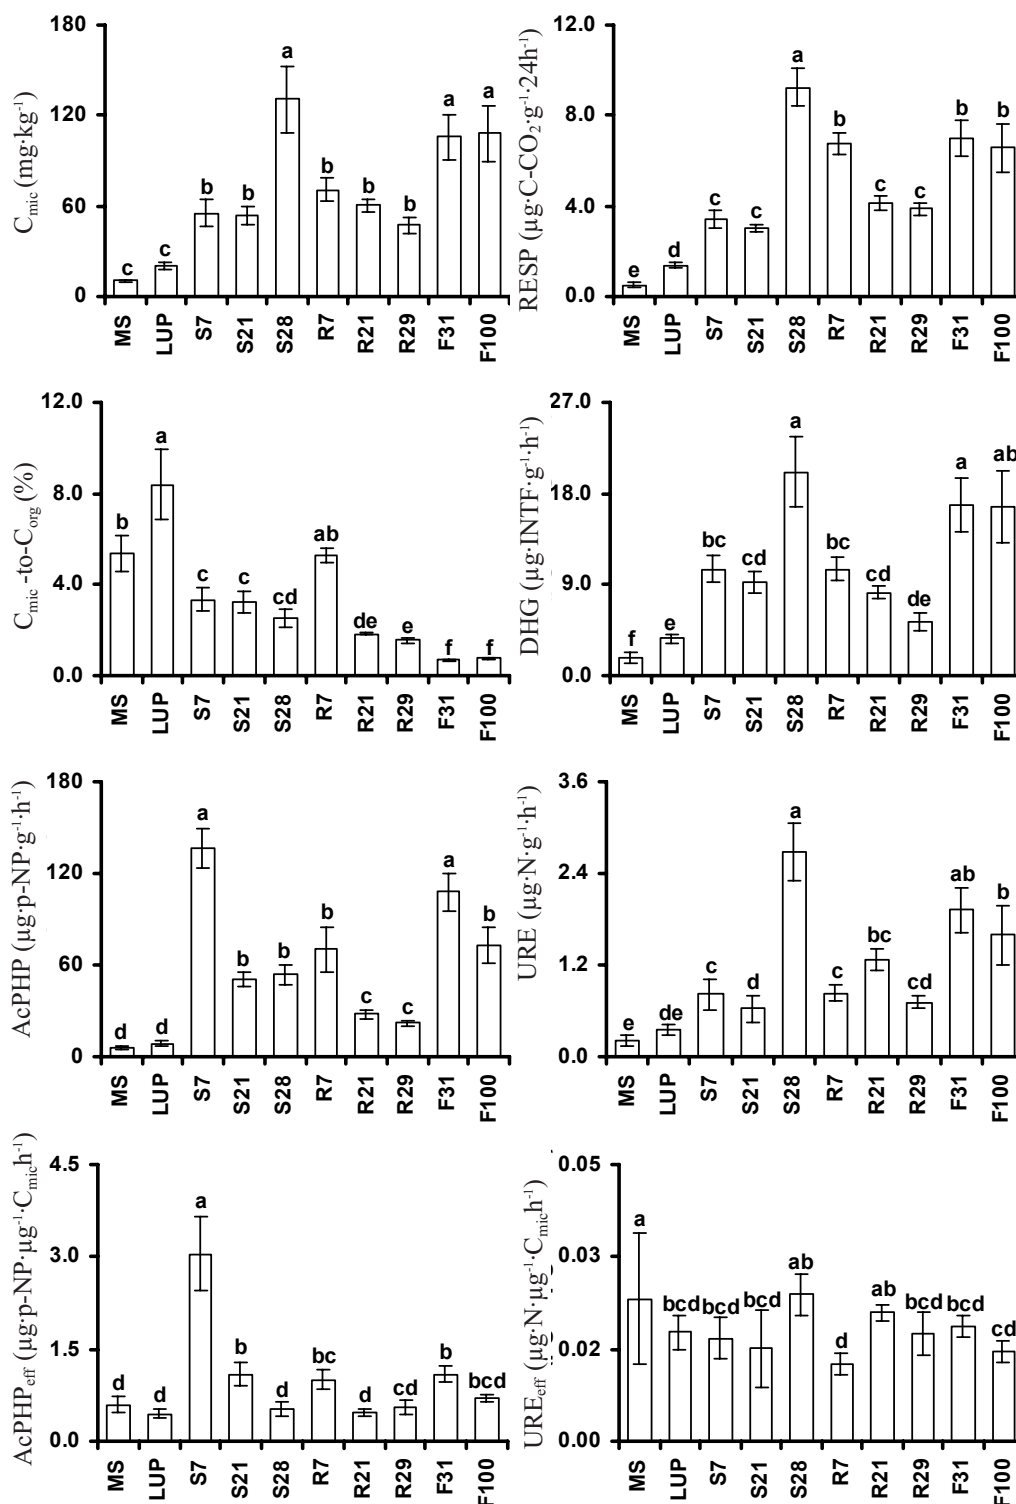 180
120
60
0
C_mic (mg·kg⁻¹)
a
a
a
b
b
b
b
b
c
c
MS LUP S7 S21 S28 R7 R21 R29 F31 F100
12.0
8.0
4.0
0.0
RESP (µg·C-CO₂·g⁻¹·24h⁻¹)
a
b
b
b
c
c
c
c
d
e
MS LUP S7 S21 S28 R7 R21 R29 F31 F100
12.0
8.0
4.0
0.0
C_mic-to-C_org (%)
b
a
c
c
cd
ab
de
e
f
f
MS LUP S7 S21 S28 R7 R21 R29 F31 F100
27.0
18.0
9.0
0.0
DHG (µg·INTF·g⁻¹·h⁻¹)
f
e
bc
cd
a
bc
cd
de
a
ab
MS LUP S7 S21 S28 R7 R21 R29 F31 F100
180
120
60
0
AcPHP (µg·p-NP·g⁻¹·h⁻¹)
d
d
a
b
b
b
c
c
a
b
MS LUP S7 S21 S28 R7 R21 R29 F31 F100
3.6
2.4
1.2
0.0
URE (µg·N·g⁻¹·h⁻¹)
e
de
c
d
a
c
bc
cd
ab
b
MS LUP S7 S21 S28 R7 R21 R29 F31 F100
4.5
3.0
1.5
0.0
AcPHP_eff (µg·p-NP·µg⁻¹·C_mic h⁻¹)
d
d
a
b
d
bc
d
cd
b
bcd
MS LUP S7 S21 S28 R7 R21 R29 F31 F100
0.05
0.03
0.02
0.00
URE_eff (µg·N·µg⁻¹·C_mic h⁻¹)
a
bcd
bcd
bcd
ab
d
ab
bcd
bcd
cd
MS LUP S7 S21 S28 R7 R21 R29 F31 F100